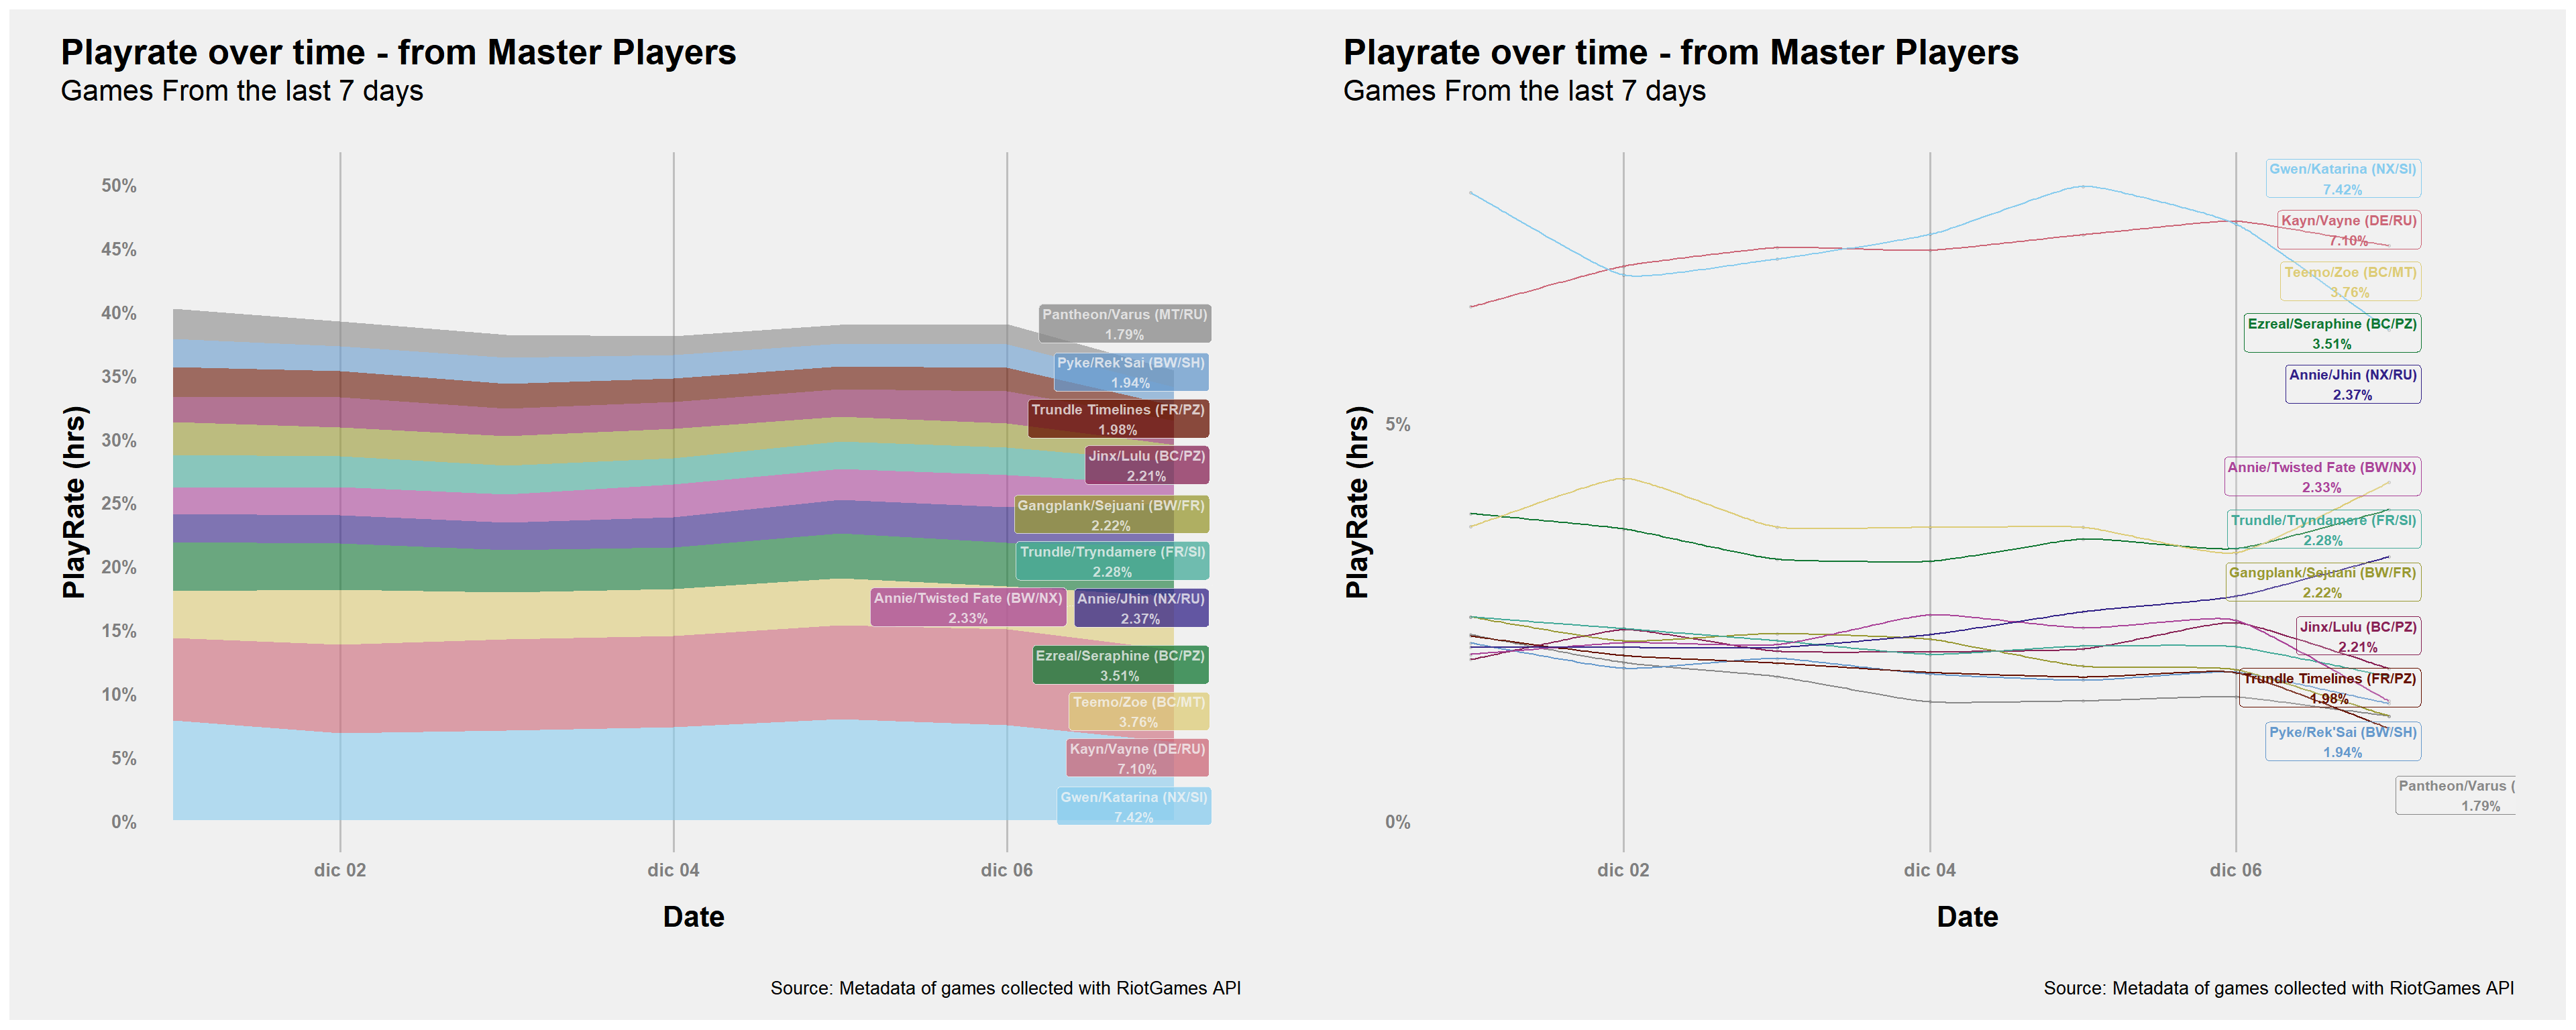 Playrate over time - from Master Players
Games From the last 7 days
PlayRate (hrs)
50%
45%
40%
35%
30%
25%
20%
15%
10%
5%
0%
Pantheon/Varus (MT/RU)
1.79%
Pyke/Rek'Sai (BW/SH)
1.94%
Trundle Timelines (FR/PZ)
1.98%
Jinx/Lulu (BC/PZ)
2.21%
Gangplank/Sejuani (BW/FR)
2.22%
Trundle/Tryndamere (FR/SI)
2.28%
Annie/Twisted Fate (BW/NX)
2.33%
Annie/Jhin (NX/RU)
2.37%
Ezreal/Seraphine (BC/PZ)
3.51%
Teemo/Zoe (BC/MT)
3.76%
Kayn/Vayne (DE/RU)
7.10%
Gwen/Katarina (NX/SI)
7.42%
dic 02
dic 04
dic 06
Date
Source: Metadata of games collected with RiotGames API
Playrate over time - from Master Players
Games From the last 7 days
PlayRate (hrs)
5%
0%
Gwen/Katarina (NX/SI)
7.42%
Kayn/Vayne (DE/RU)
7.10%
Teemo/Zoe (BC/MT)
3.76%
Ezreal/Seraphine (BC/PZ)
3.51%
Annie/Jhin (NX/RU)
2.37%
Annie/Twisted Fate (BW/NX)
2.33%
Trundle/Tryndamere (FR/SI)
2.28%
Gangplank/Sejuani (BW/FR)
2.22%
Jinx/Lulu (BC/PZ)
2.21%
Trundle Timelines (FR/PZ)
1.98%
Pyke/Rek'Sai (BW/SH)
1.94%
Pantheon/Varus (
1.79%
dic 02
dic 04
dic 06
Date
Source: Metadata of games collected with RiotGames API